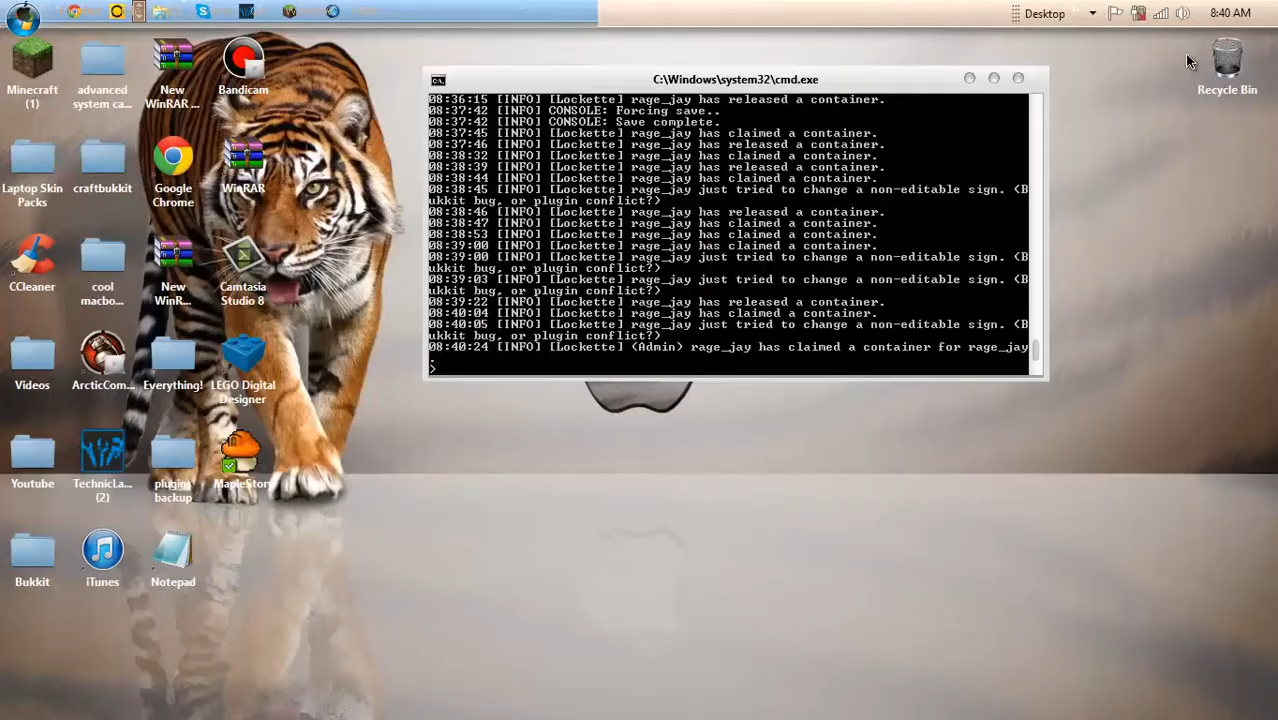 Desktop
8:40 AM
Minecraft
(1)
advanced
system ca...
New
WinRAR ...
Bandicam
Recycle Bin
Laptop Skin
Packs
craftbukkit
Google
Chrome
WinRAR
CCleaner
cool
macbo...
New
WinR...
Camtasia
Studio 8
Videos
ArcticCom...
Everything!
LEGO Digital
Designer
Youtube
TechnicLa...
(2)
plugins
backup
MapleStory
Bukkit
iTunes
Notepad
C:\Windows\system32\cmd.exe
08:36:15 [INFO] [Lockette] rage_jay has released a container.
08:37:42 [INFO] CONSOLE: Forcing save..
08:37:42 [INFO] CONSOLE: Save complete.
08:37:45 [INFO] [Lockette] rage_jay has claimed a container.
08:37:46 [INFO] [Lockette] rage_jay has released a container.
08:38:32 [INFO] [Lockette] rage_jay has claimed a container.
08:38:39 [INFO] [Lockette] rage_jay has released a container.
08:38:44 [INFO] [Lockette] rage_jay has claimed a container.
08:38:45 [INFO] [Lockette] rage_jay just tried to change a non-editable sign. (B
ukkit bug, or plugin conflict?)
08:38:46 [INFO] [Lockette] rage_jay has released a container.
08:38:47 [INFO] [Lockette] rage_jay has claimed a container.
08:38:53 [INFO] [Lockette] rage_jay has claimed a container.
08:39:00 [INFO] [Lockette] rage_jay has claimed a container.
08:39:00 [INFO] [Lockette] rage_jay just tried to change a non-editable sign. (B
ukkit bug, or plugin conflict?)
08:39:03 [INFO] [Lockette] rage_jay just tried to change a non-editable sign. (B
ukkit bug, or plugin conflict?)
08:39:22 [INFO] [Lockette] rage_jay has released a container.
08:40:04 [INFO] [Lockette] rage_jay has claimed a container.
08:40:05 [INFO] [Lockette] rage_jay just tried to change a non-editable sign. (B
ukkit bug, or plugin conflict?)
08:40:24 [INFO] [Lockette] (Admin) rage_jay has claimed a container for rage_jay
.
>